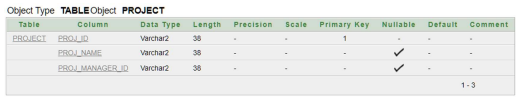 Object Type TABLE Object PROJECT
Table Column Data Type Length Precision Scale Primary Key Nullable Default Comment
PROJECT PROJ_ID Varchar2 38 - - 1 - - -
PROJ_NAME Varchar2 38 - - - ✓ - -
PROJ_MANAGER_ID Varchar2 38 - - - ✓ - -
1 - 3